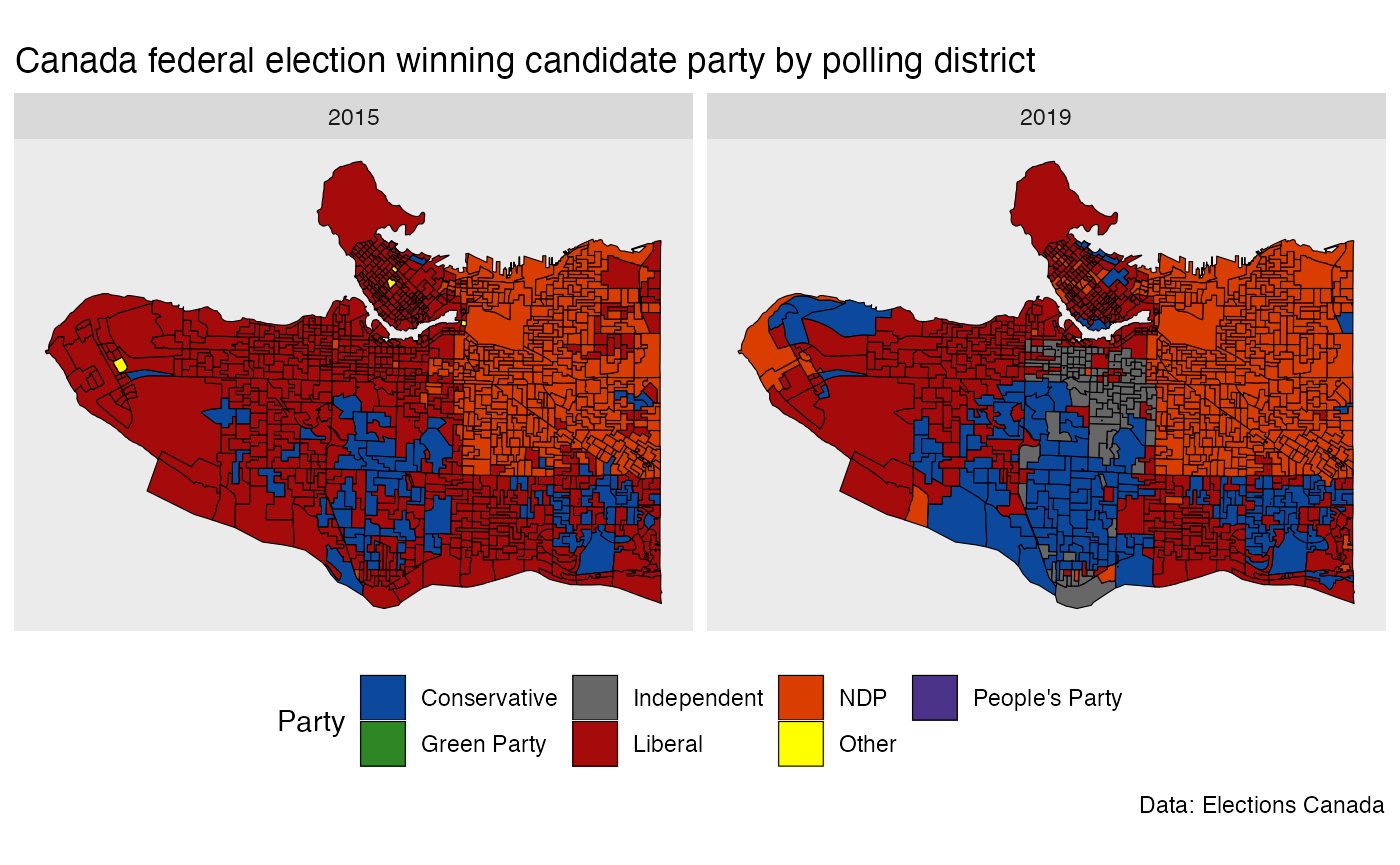 Canada federal election winning candidate party by polling district
2015
2019
Party
Conservative
Independent
NDP
People's Party
Green Party
Liberal
Other
Data: Elections Canada